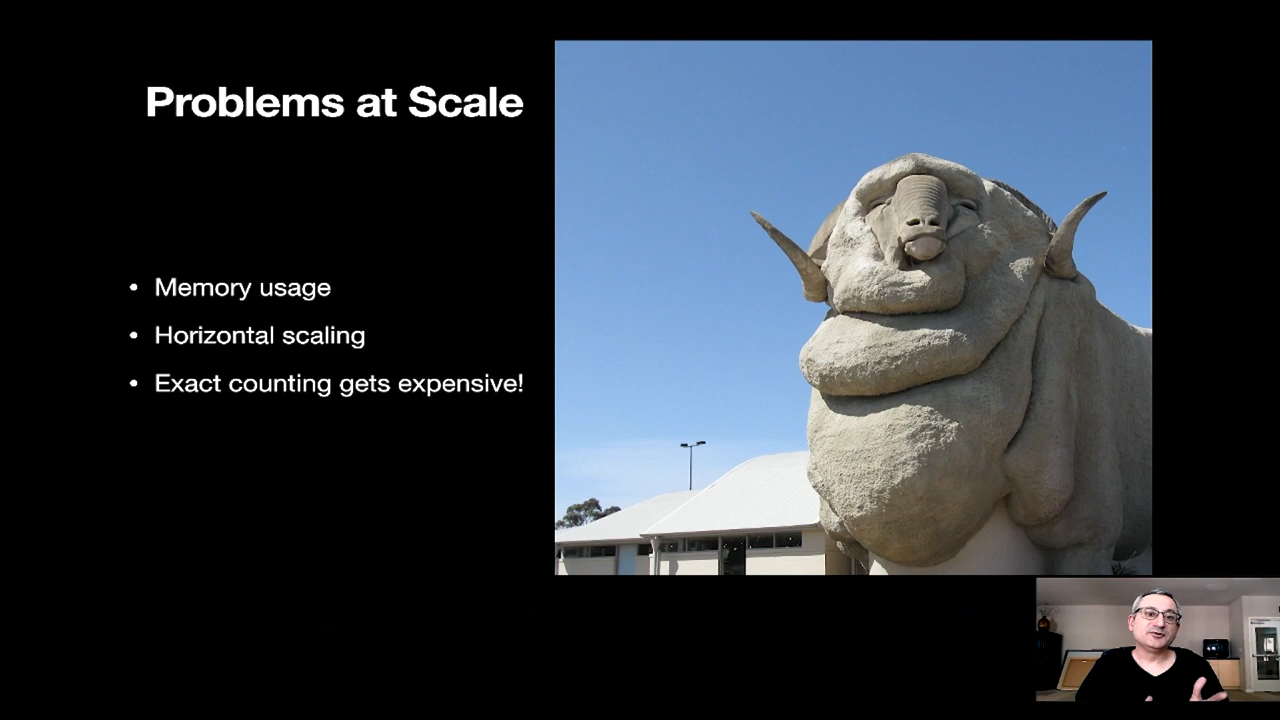 Problems at Scale
• Memory usage
• Horizontal scaling
• Exact counting gets expensive!